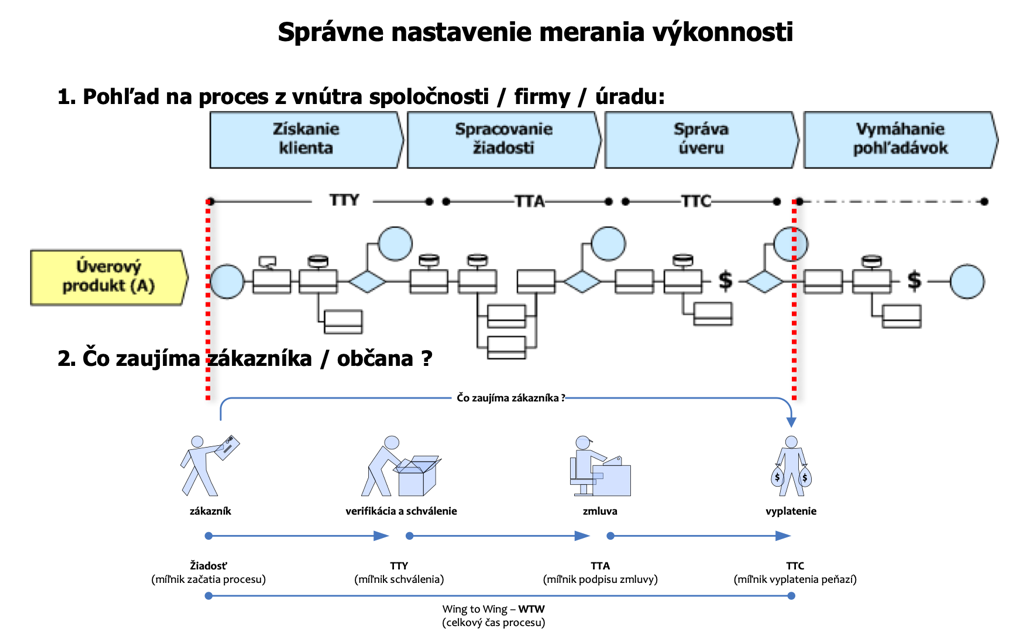 Správne nastavenie merania výkonnosti
1. Pohľad na proces z vnútra spoločnosti / firmy / úradu:
Získanie
klienta
Spracovanie
žiadosti
Správa
úveru
Vymáhanie
pohľadávok
TTY
TTA
TTC
Úverový
produkt (A)
$
$
2. Čo zaujíma zákazníka / občana ?
Čo zaujíma zákazníka ?
$ $
zákazník
verifikácia a schválenie
zmluva
vyplatenie
Žiadosť
(míľnik začatia procesu)
TTY
(míľnik schválenia)
TTA
(míľnik podpisu zmluvy)
TTC
(míľnik vyplatenia peňazí)
Wing to Wing – WTW
(celkový čas procesu)